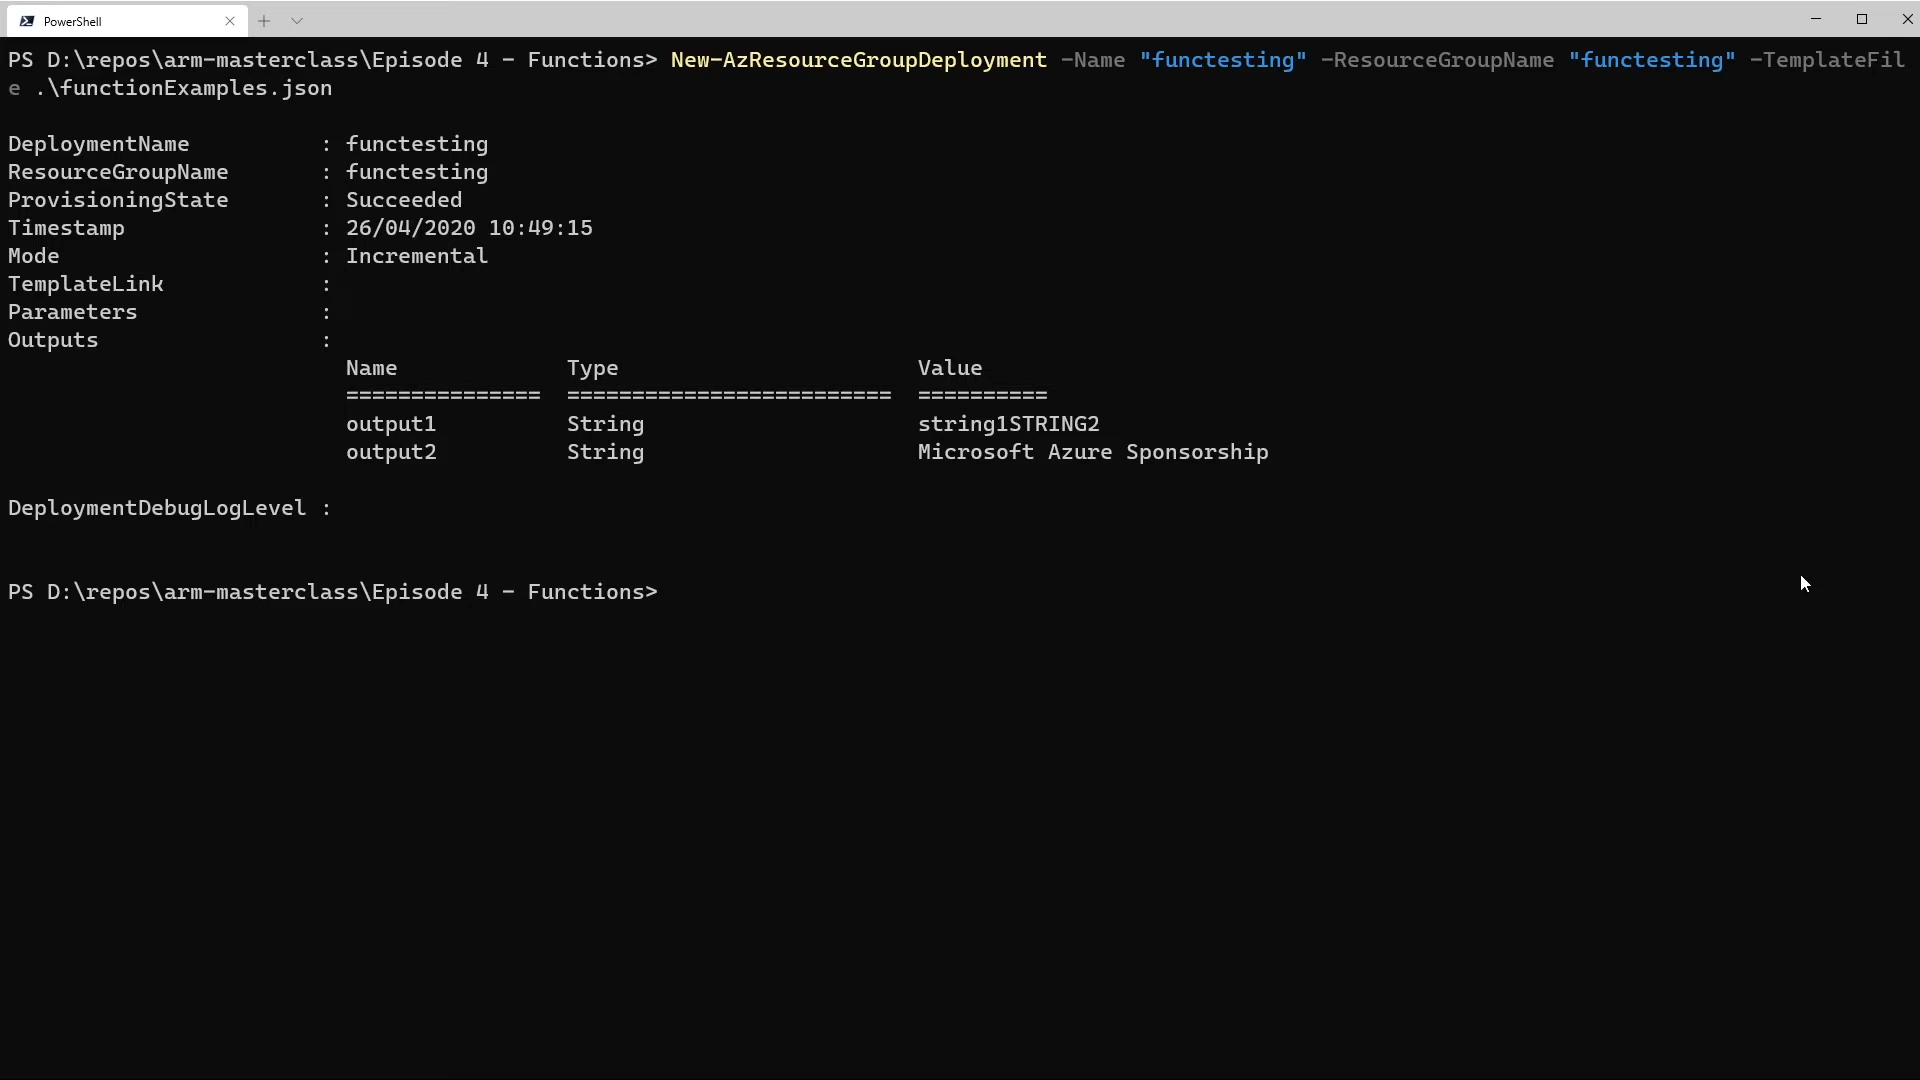 PowerShell
PS D:\repos\arm-masterclass\Episode 4 - Functions> New-AzResourceGroupDeployment -Name "functesting" -ResourceGroupName "functesting" -TemplateFil
e .\functionExamples.json
DeploymentName          : functesting
ResourceGroupName       : functesting
ProvisioningState       : Succeeded
Timestamp               : 26/04/2020 10:49:15
Mode                    : Incremental
TemplateLink            :
Parameters              :
Outputs                 :
                          Name             Type                       Value
                          ===============  =========================  ==========
                          output1          String                     string1STRING2
                          output2          String                     Microsoft Azure Sponsorship
DeploymentDebugLogLevel :
PS D:\repos\arm-masterclass\Episode 4 - Functions>